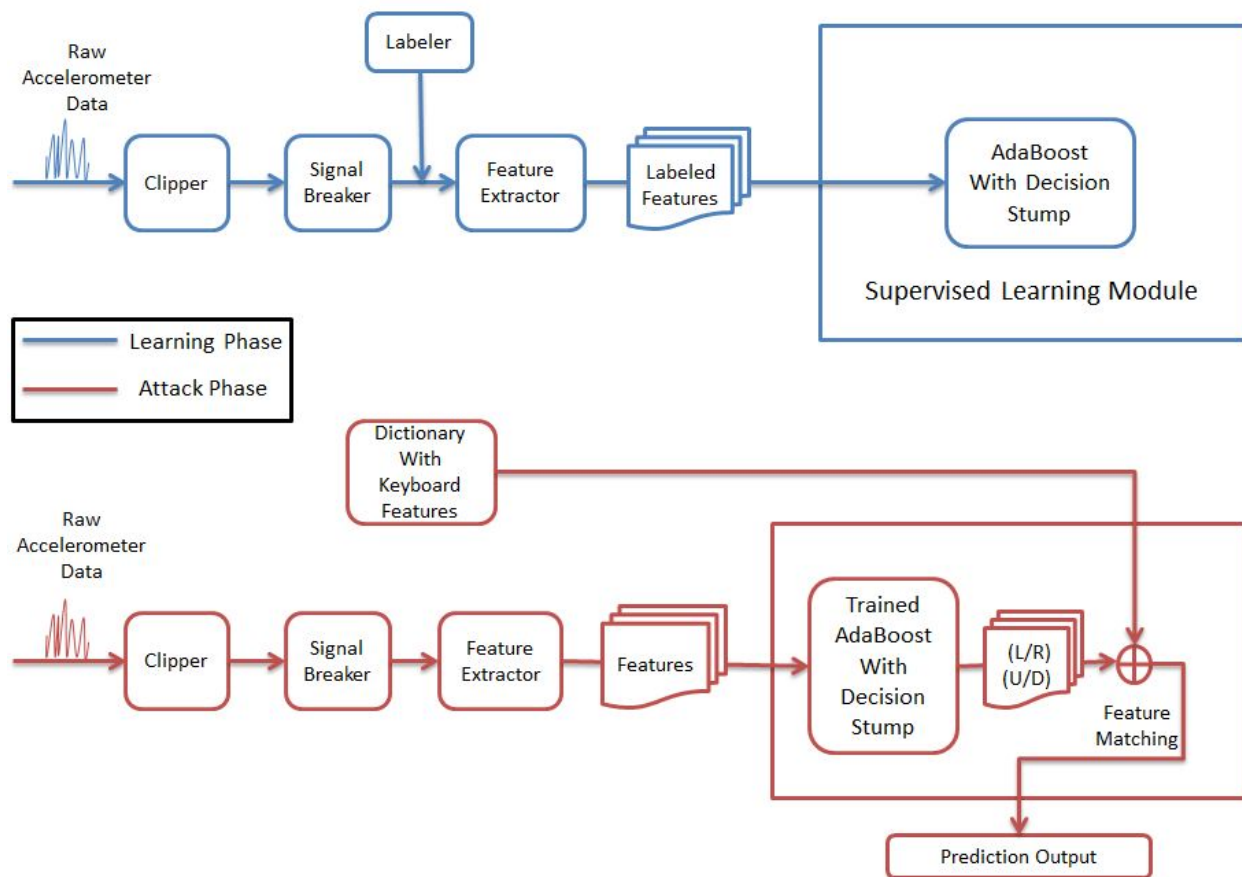 Raw
Accelerometer
Data
Labeler
Clipper
Signal
Breaker
Feature
Extractor
Labeled
Features
AdaBoost
With Decision
Stump
Supervised Learning Module
Learning Phase
Attack Phase
Dictionary
With
Keyboard
Features
Raw
Accelerometer
Data
Clipper
Signal
Breaker
Feature
Extractor
Features
Trained
AdaBoost
With
Decision
Stump
(L/R)
(U/D)
Feature
Matching
Prediction Output